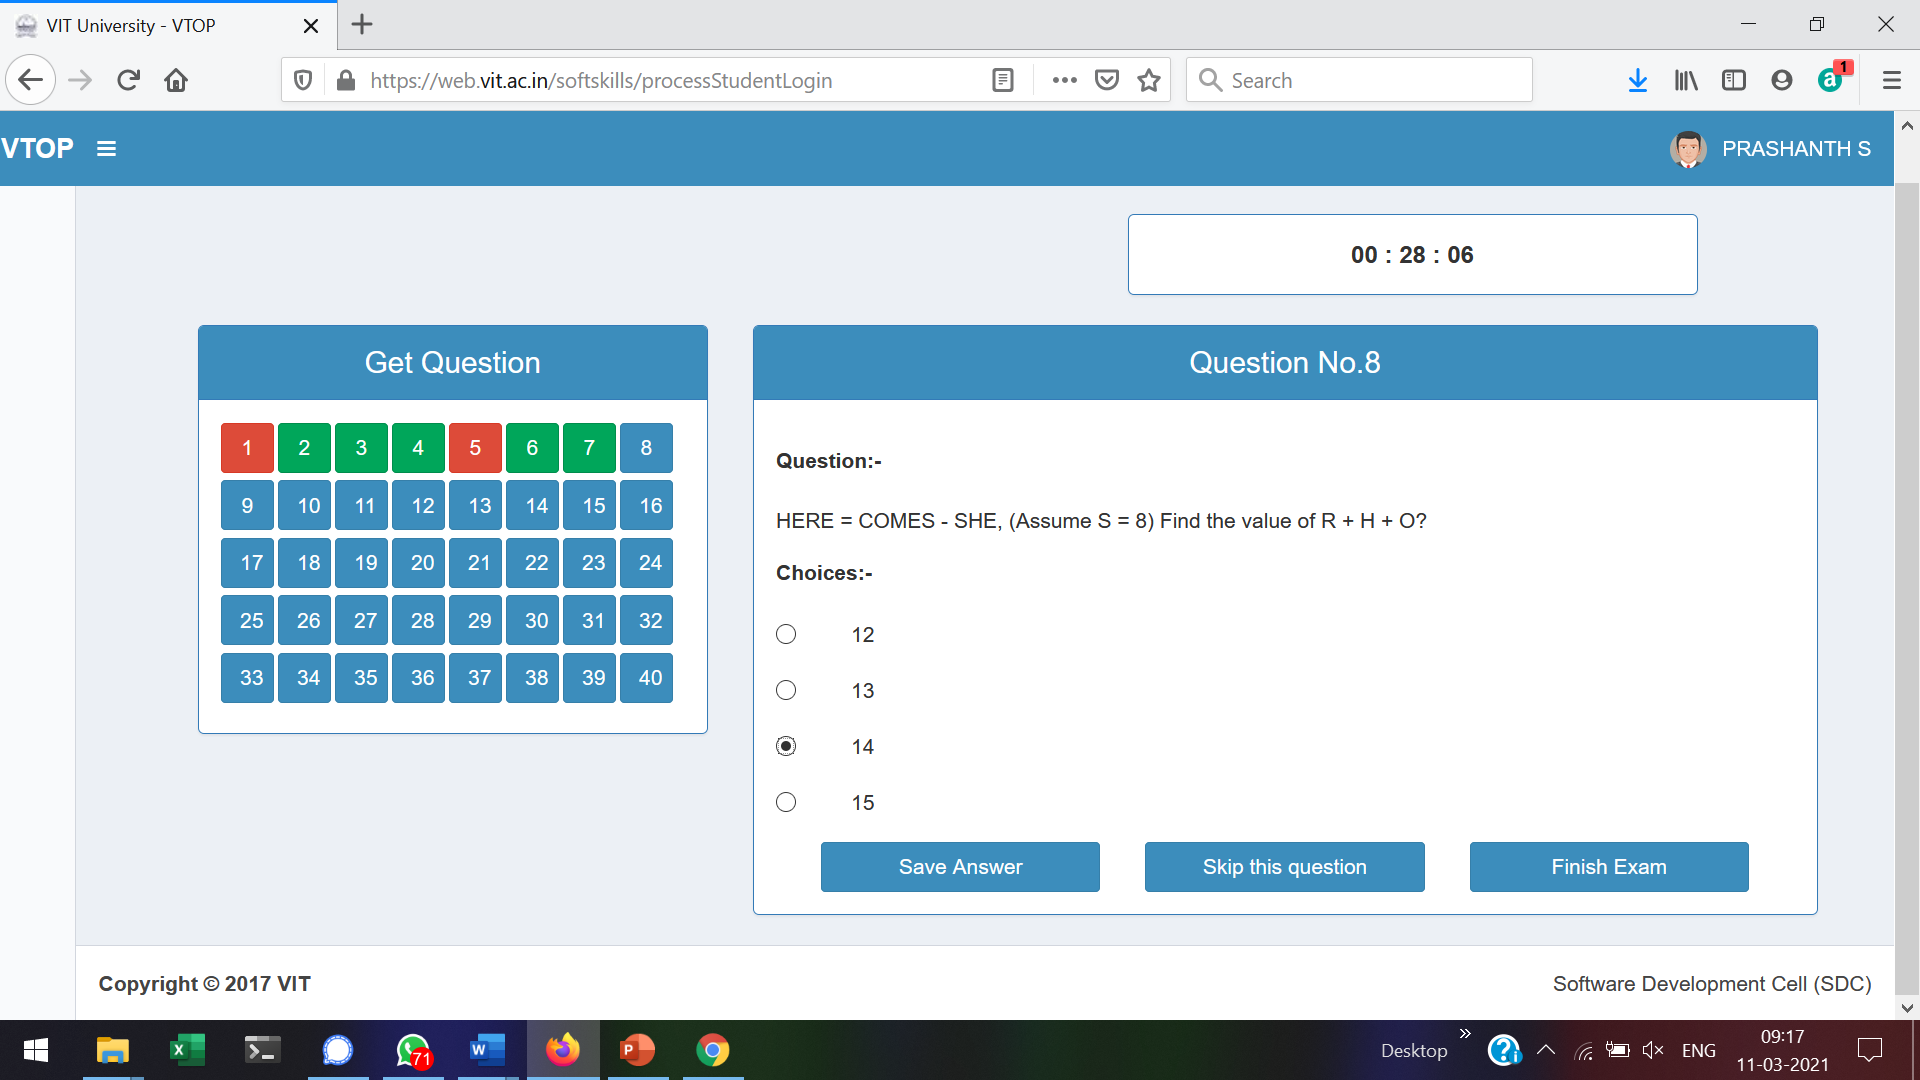 VIT University - VTOP
https://web.vit.ac.in/softskills/processStudentLogin
Search
a
1
VTOP
PRASHANTH S
00 : 28 : 06
Get Question
1 2 3 4 5 6 7 8
9 10 11 12 13 14 15 16
17 18 19 20 21 22 23 24
25 26 27 28 29 30 31 32
33 34 35 36 37 38 39 40
Question No.8
Question:-
HERE = COMES - SHE, (Assume S = 8) Find the value of R + H + O?
Choices:-
12
13
14
15
Save Answer
Skip this question
Finish Exam
Copyright © 2017 VIT
Software Development Cell (SDC)
71
Desktop
ENG
09:17
11-03-2021